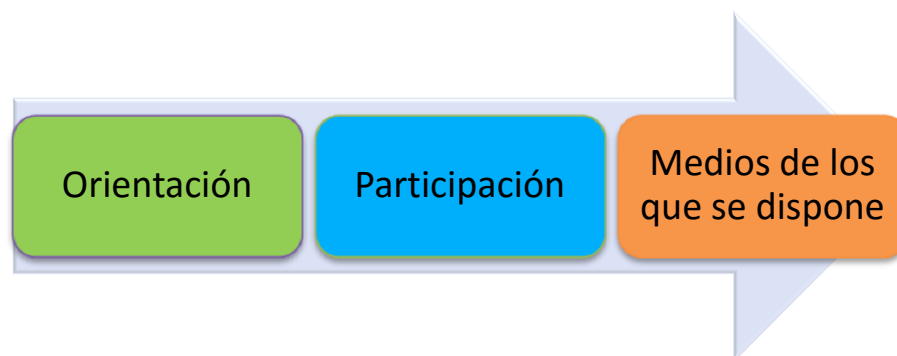 Orientación
Participación
Medios de los
que se dispone